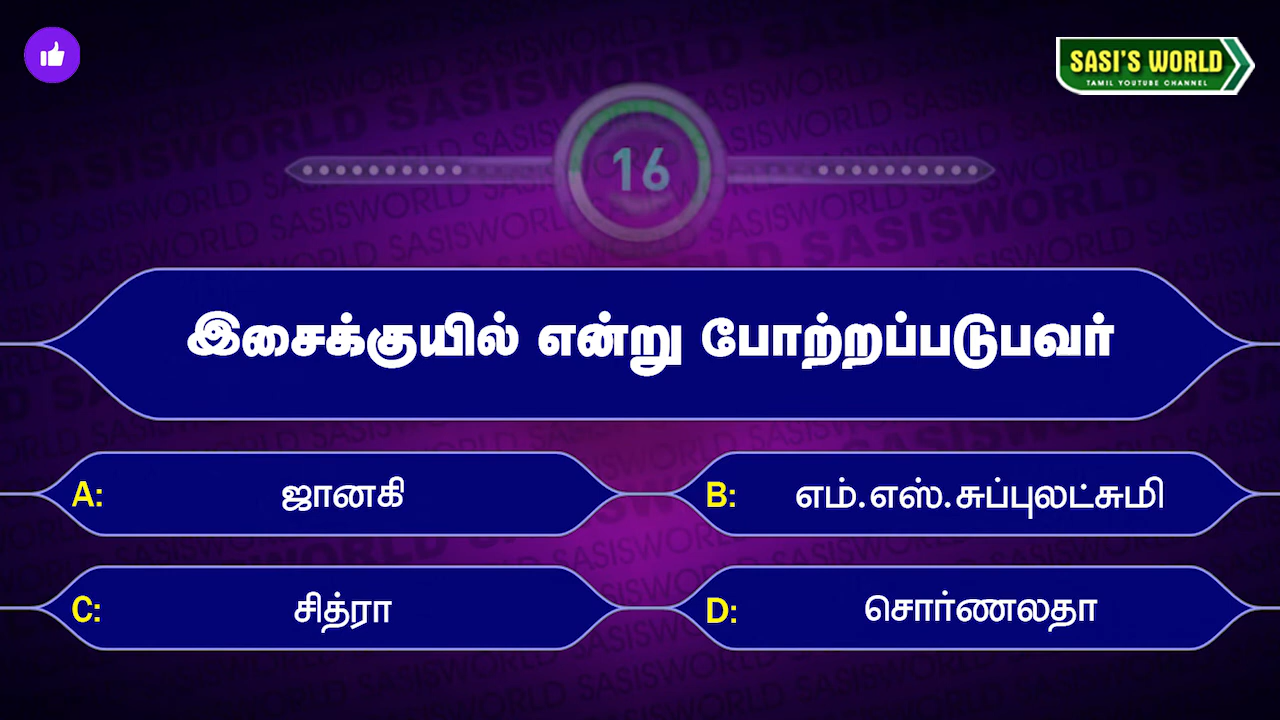 SASI'S WORLD
TAMIL YOUTUBE CHANNEL
16
இசைக்குயில் என்று போற்றப்படுபவர்
A: ஜானகி
B: எம்.எஸ்.சுப்புலட்சுமி
C: சித்ரா
D: சொர்ணலதா